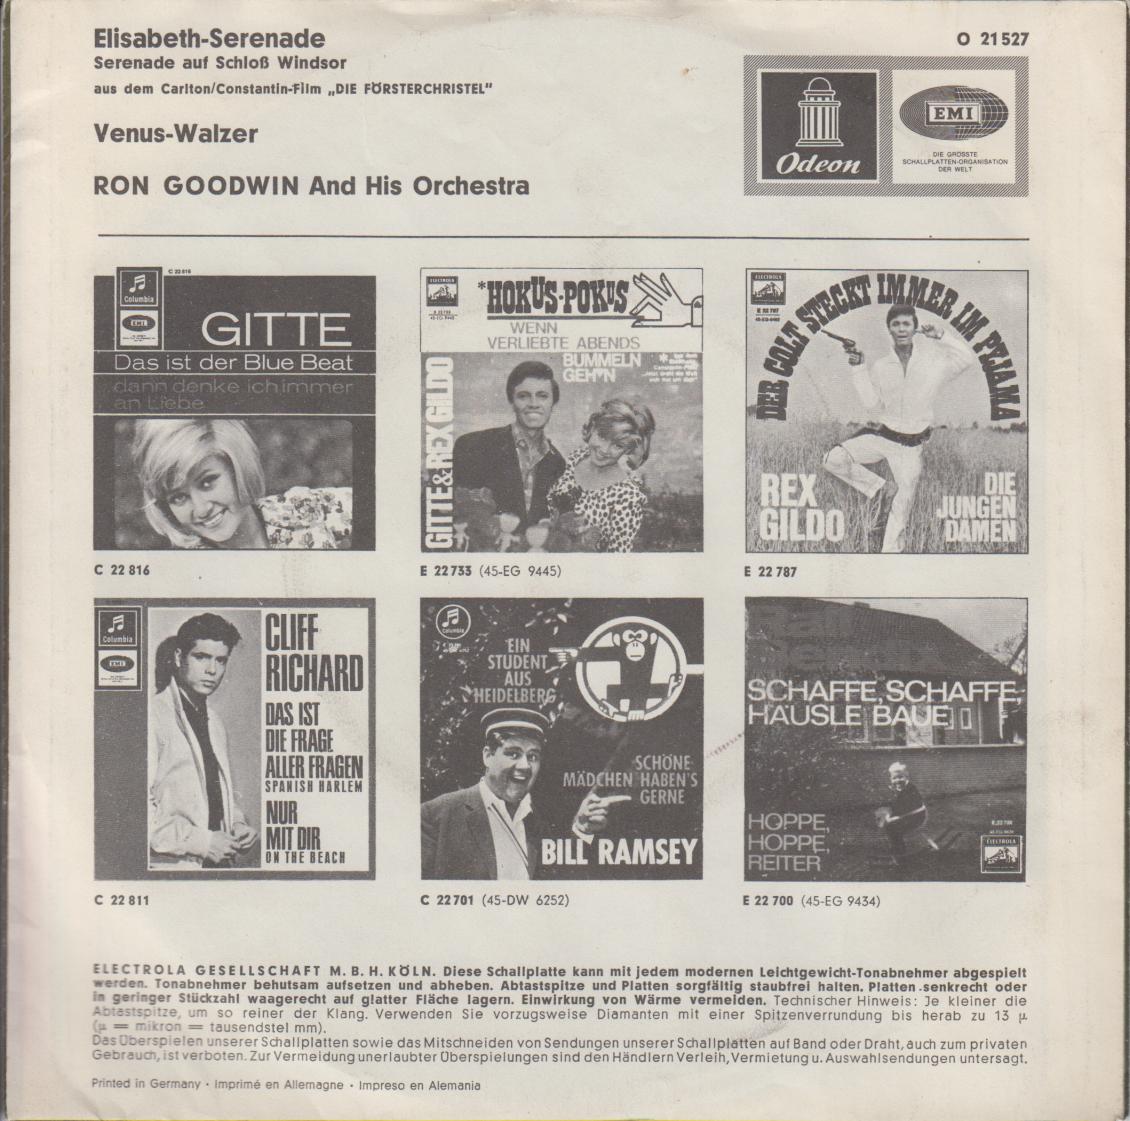 Elisabeth-Serenade
Serenade auf Schloß Windsor
aus dem Carlton/Constantin-Film „DIE FÖRSTERCHRISTEL"
Venus-Walzer
RON GOODWIN And His Orchestra
O 21 527
Odeon
EMI
DIE GRÖSSTE
SCHALLPLATTEN-ORGANISATION
DER WELT
C 22 816
Columbia
EMI
GITTE
Das ist der Blue Beat
dann denke ich immer
an Liebe
C 22 816
ELECTROLA
*HOKUS-POKUS
WENN
VERLIEBTE ABENDS
BUMMELN
GEH'N
GITTE & REX GILDO
E 22 733 (45-EG 9445)
ELECTROLA
E 22 787
DER COLT STECKT IMMER IM PYJAMA
REX
GILDO
DIE
JUNGEN
DAMEN
E 22 787
Columbia
EMI
CLIFF
RICHARD
DAS IST
DIE FRAGE
ALLER FRAGEN
SPANISH HARLEM
NUR
MIT DIR
ON THE BEACH
C 22 811
Columbia
EIN
STUDENT
AUS
HEIDELBERG
SCHÖNE
MÄDCHEN HABEN'S
GERNE
BILL RAMSEY
C 22 701 (45-DW 6252)
SCHAFFE, SCHAFFE,
HÄUSLE BAUE
HOPPE,
HOPPE,
REITER
ELECTROLA
E 22 700 (45-EG 9434)
ELECTROLA GESELLSCHAFT M. B. H. KÖLN. Diese Schallplatte kann mit jedem modernen Leichtgewicht-Tonabnehmer abgespielt
werden. Tonabnehmer behutsam aufsetzen und abheben. Abtastspitze und Platten sorgfältig staubfrei halten. Platten senkrecht oder
in geringer Stückzahl waagerecht auf glatter Fläche lagern. Einwirkung von Wärme vermeiden. Technischer Hinweis: Je kleiner die
Abtastspitze, um so reiner der Klang. Verwenden Sie vorzugsweise Diamanten mit einer Spitzenverrundung bis herab zu 13 µ
(µ = mikron = tausendstel mm).
Das Überspielen unserer Schallplatten sowie das Mitschneiden von Sendungen unserer Schallplatten auf Band oder Draht, auch zum privaten
Gebrauch, ist verboten. Zur Vermeidung unerlaubter Überspielungen sind den Händlern Verleih, Vermietung u. Auswahlsendungen untersagt.
Printed in Germany · Imprimé en Allemagne · Impreso en Alemania